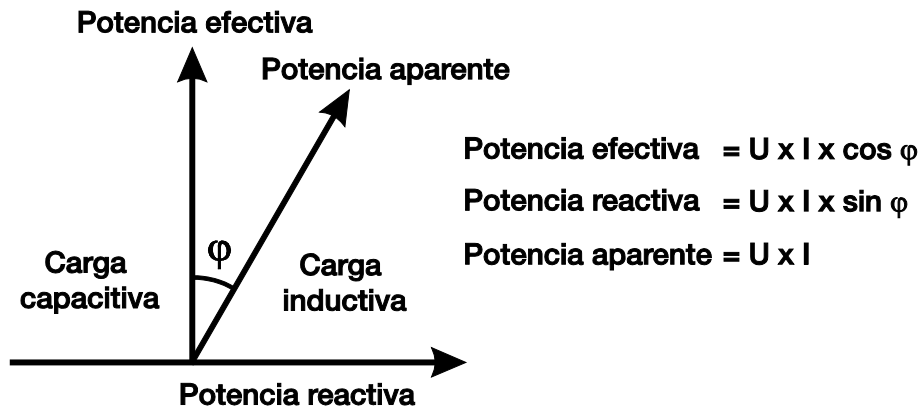 Potencia efectiva
Potencia aparente
Potencia efectiva = U x I x cos φ
Potencia reactiva = U x I x sin φ
Potencia aparente = U x I
φ
Carga
capacitiva
Carga
inductiva
Potencia reactiva